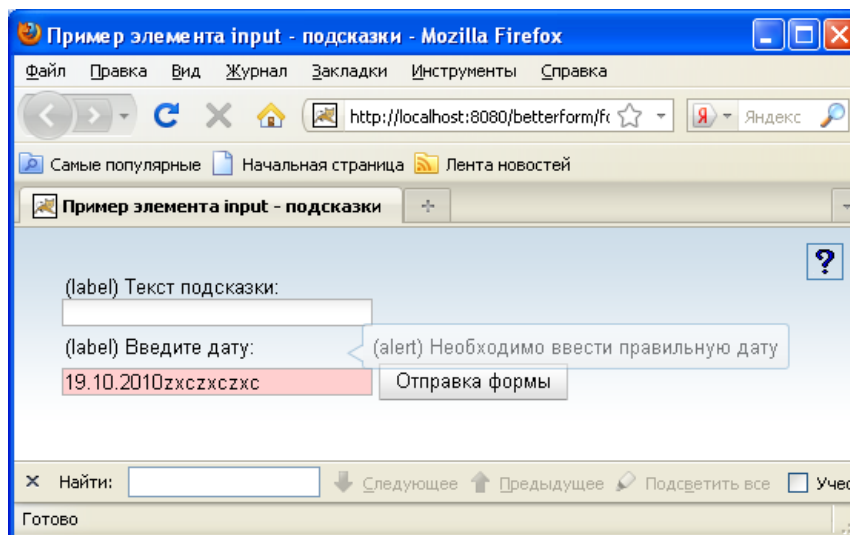 Пример элемента input - подсказки - Mozilla Firefox
Файл Правка Вид Журнал Закладки Инструменты Справка
http://localhost:8080/betterform/fo Я Яндекс
Самые популярные Начальная страница Лента новостей
Пример элемента input - подсказки
?
(label) Текст подсказки:
(label) Введите дату: (alert) Необходимо ввести правильную дату
19.10.2010zxczxczxc Отправка формы
Найти: Следующее Предыдущее Подсветить все Учес
Готово